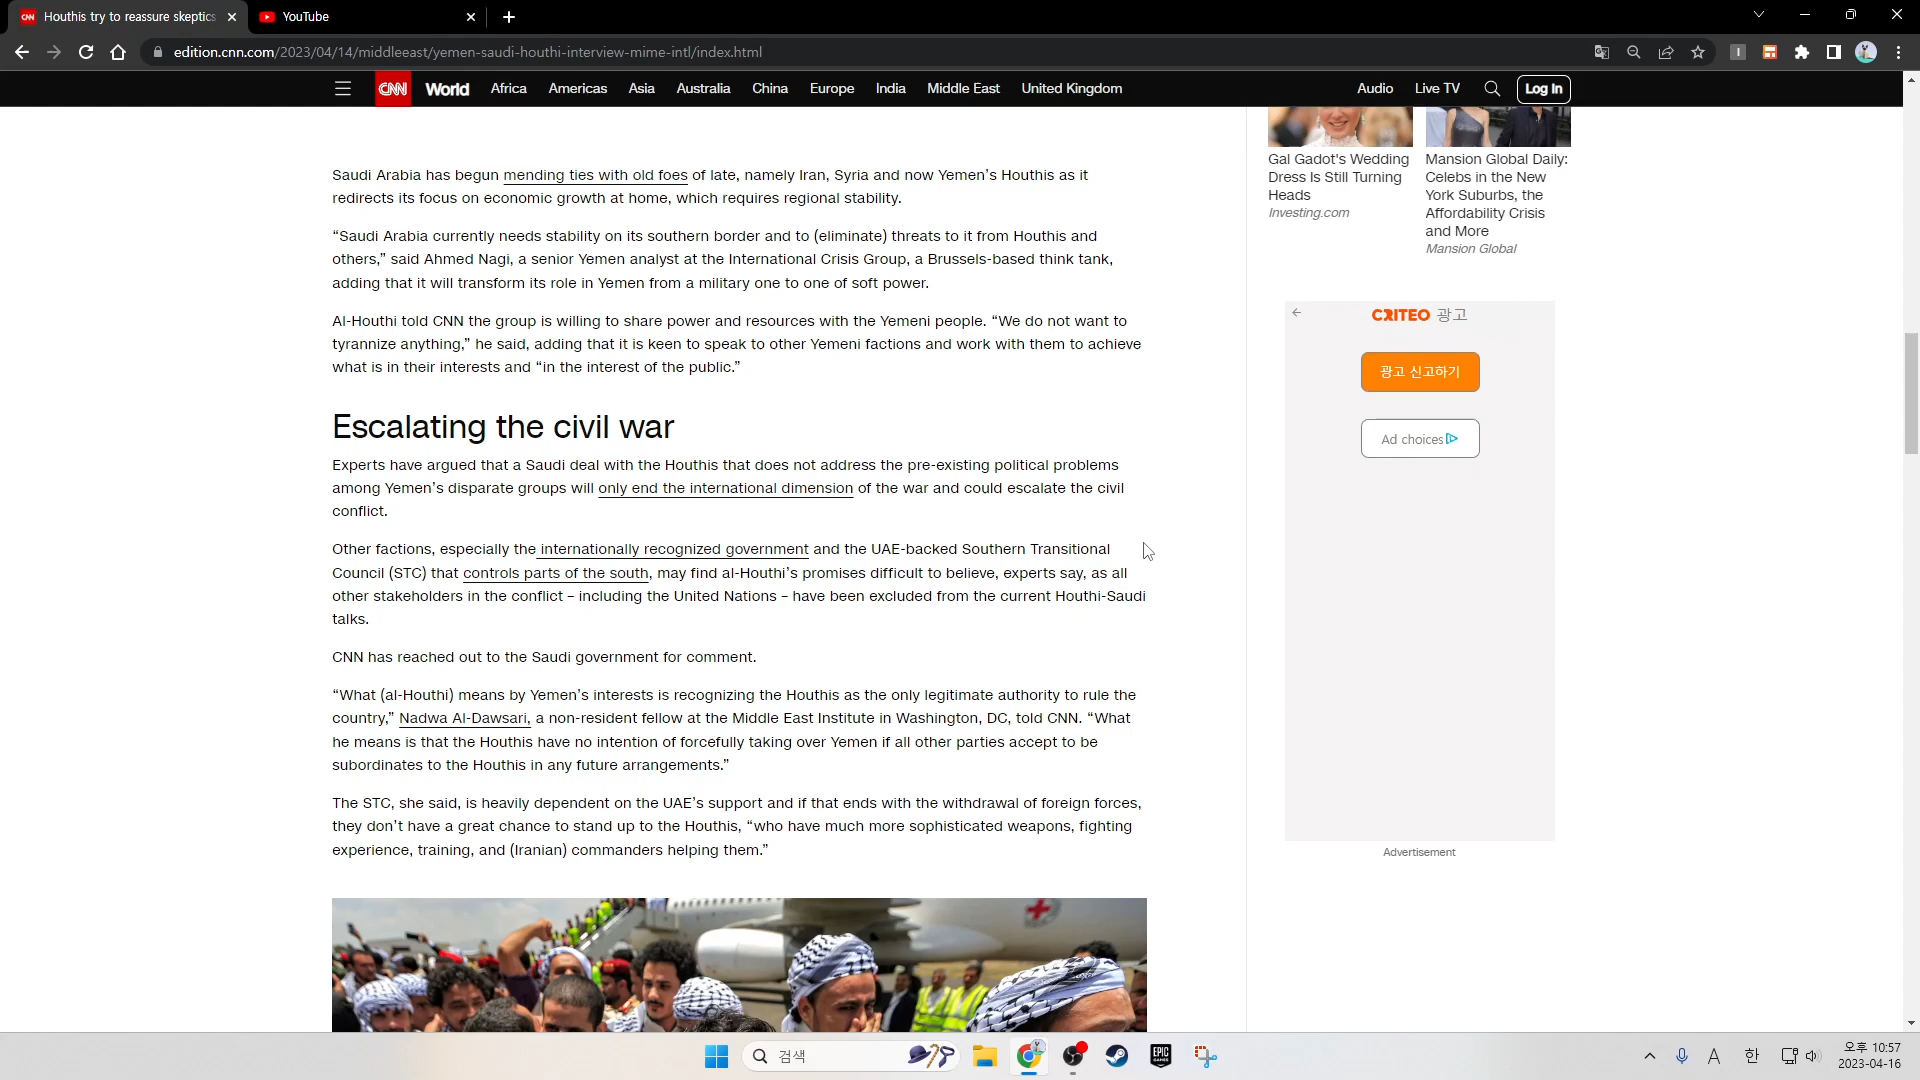 CNN Houthis try to reassure skeptics
YouTube
edition.cnn.com/2023/04/14/middleeast/yemen-saudi-houthi-interview-mime-intl/index.html
CNN World Africa Americas Asia Australia China Europe India Middle East United Kingdom Audio Live TV Log In
Saudi Arabia has begun mending ties with old foes of late, namely Iran, Syria and now Yemen’s Houthis as it
redirects its focus on economic growth at home, which requires regional stability.
“Saudi Arabia currently needs stability on its southern border and to (eliminate) threats to it from Houthis and
others,” said Ahmed Nagi, a senior Yemen analyst at the International Crisis Group, a Brussels-based think tank,
adding that it will transform its role in Yemen from a military one to one of soft power.
Al-Houthi told CNN the group is willing to share power and resources with the Yemeni people. “We do not want to
tyrannize anything,” he said, adding that it is keen to speak to other Yemeni factions and work with them to achieve
what is in their interests and “in the interest of the public.”
Escalating the civil war
Experts have argued that a Saudi deal with the Houthis that does not address the pre-existing political problems
among Yemen’s disparate groups will only end the international dimension of the war and could escalate the civil
conflict.
Other factions, especially the internationally recognized government and the UAE-backed Southern Transitional
Council (STC) that controls parts of the south, may find al-Houthi’s promises difficult to believe, experts say, as all
other stakeholders in the conflict – including the United Nations – have been excluded from the current Houthi-Saudi
talks.
CNN has reached out to the Saudi government for comment.
“What (al-Houthi) means by Yemen’s interests is recognizing the Houthis as the only legitimate authority to rule the
country,” Nadwa Al-Dawsari, a non-resident fellow at the Middle East Institute in Washington, DC, told CNN. “What
he means is that the Houthis have no intention of forcefully taking over Yemen if all other parties accept to be
subordinates to the Houthis in any future arrangements.”
The STC, she said, is heavily dependent on the UAE’s support and if that ends with the withdrawal of foreign forces,
they don’t have a great chance to stand up to the Houthis, “who have much more sophisticated weapons, fighting
experience, training, and (Iranian) commanders helping them.”
Gal Gadot's Wedding
Dress Is Still Turning
Heads
Investing.com
Mansion Global Daily:
Celebs in the New
York Suburbs, the
Affordability Crisis
and More
Mansion Global
CRITEO 광고
광고 신고하기
Ad choices
Advertisement
검색
EPIC GAMES
A
한
오후 10:57
2023-04-16